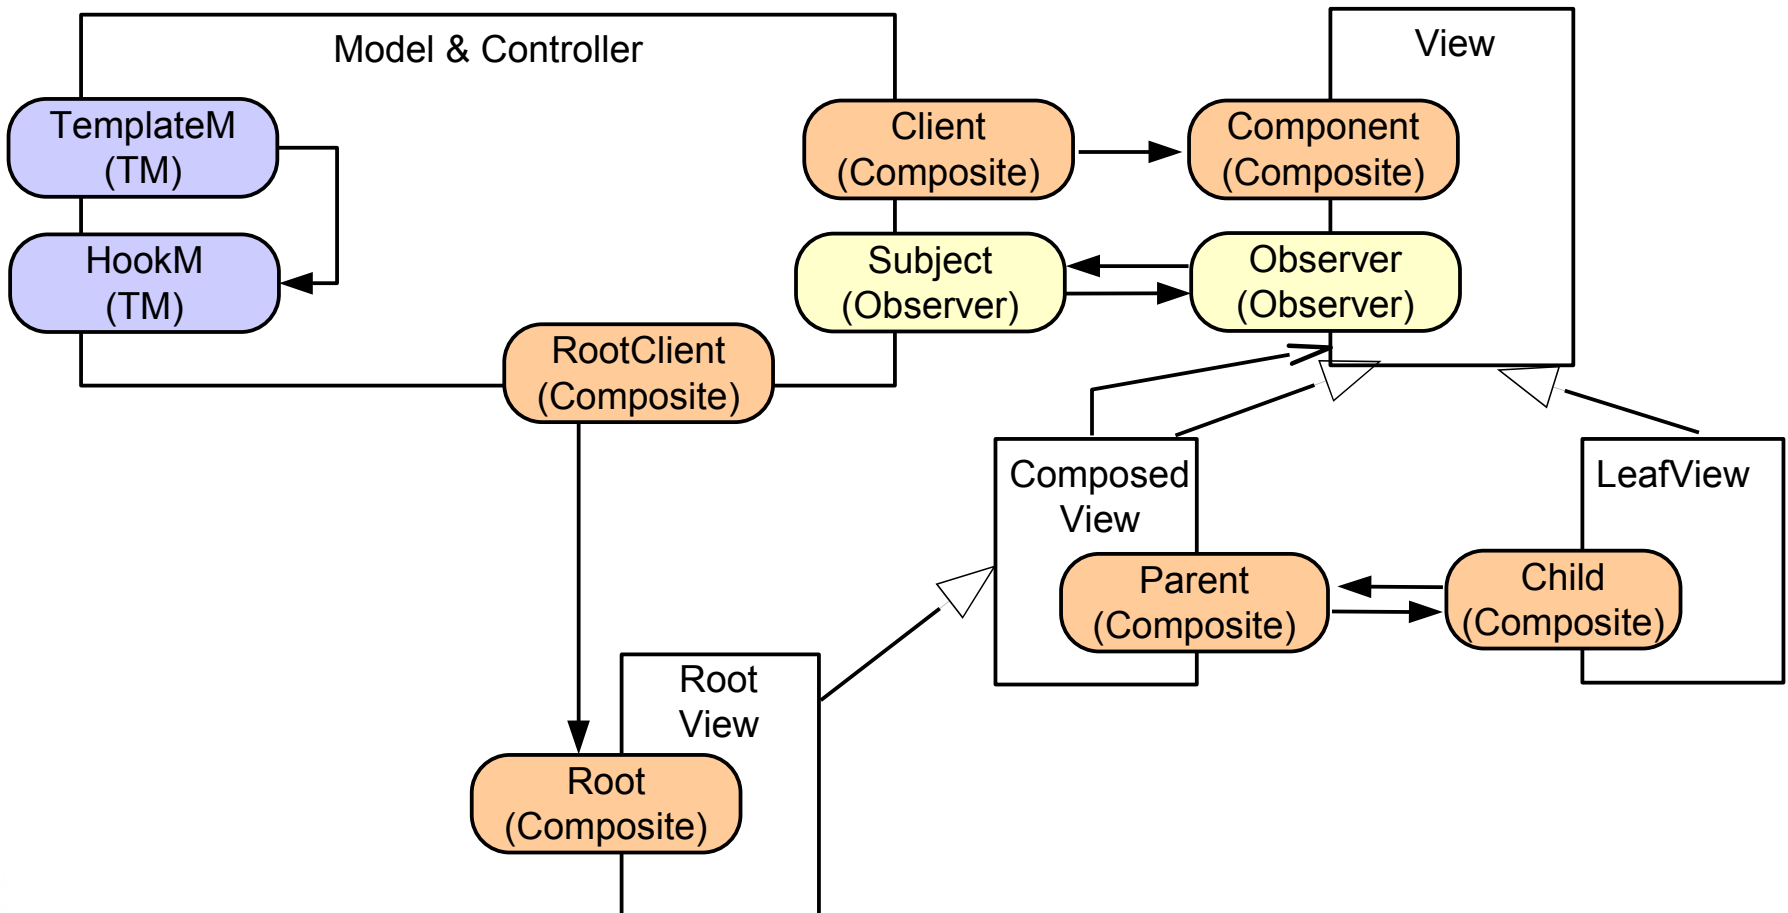 Model & Controller
View
TemplateM
(TM)
Client
(Composite)
Component
(Composite)
HookM
(TM)
Subject
(Observer)
Observer
(Observer)
RootClient
(Composite)
Composed
View
LeafView
Parent
(Composite)
Child
(Composite)
Root
View
Root
(Composite)